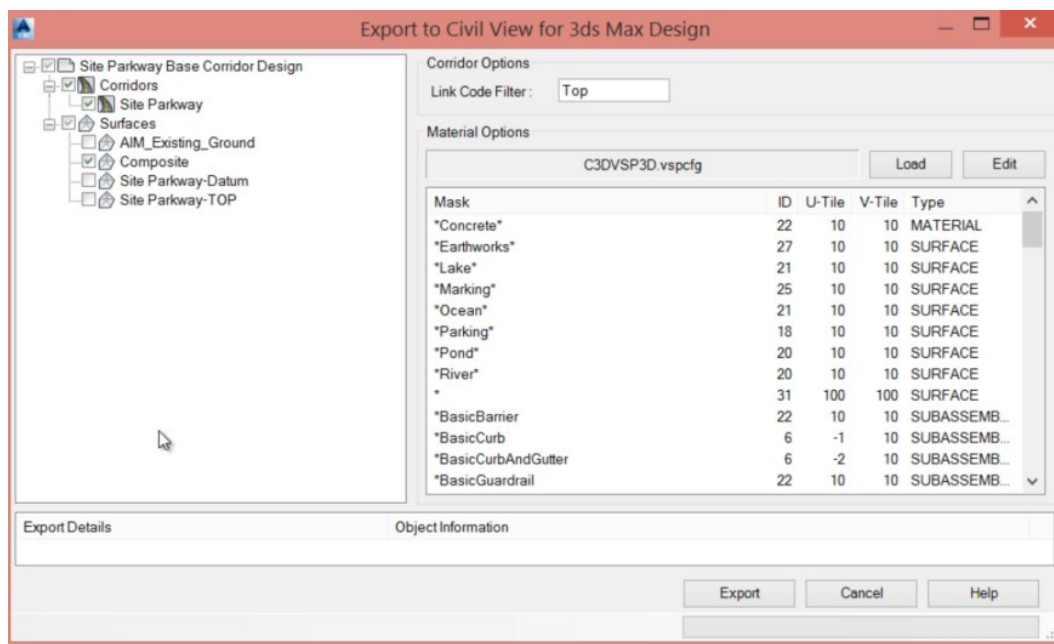 Export to Civil View for 3ds Max Design
Site Parkway Base Corridor Design
Corridors
Site Parkway
Surfaces
AIM_Existing_Ground
Composite
Site Parkway-Datum
Site Parkway-TOP
Corridor Options
Link Code Filter : Top
Material Options
C3DVSP3D.vspcfg Load Edit
Mask ID U-Tile V-Tile Type
*Concrete* 22 10 10 MATERIAL
*Earthworks* 27 10 10 SURFACE
*Lake* 21 10 10 SURFACE
*Marking* 25 10 10 SURFACE
*Ocean* 21 10 10 SURFACE
*Parking* 18 10 10 SURFACE
*Pond* 20 10 10 SURFACE
*River* 20 10 10 SURFACE
* 31 100 100 SURFACE
*BasicBarrier 22 10 10 SUBASSEMB...
*BasicCurb 6 -1 10 SUBASSEMB...
*BasicCurbAndGutter 6 -2 10 SUBASSEMB...
*BasicGuardrail 22 10 10 SUBASSEMB...
Export Details Object Information
Export Cancel Help